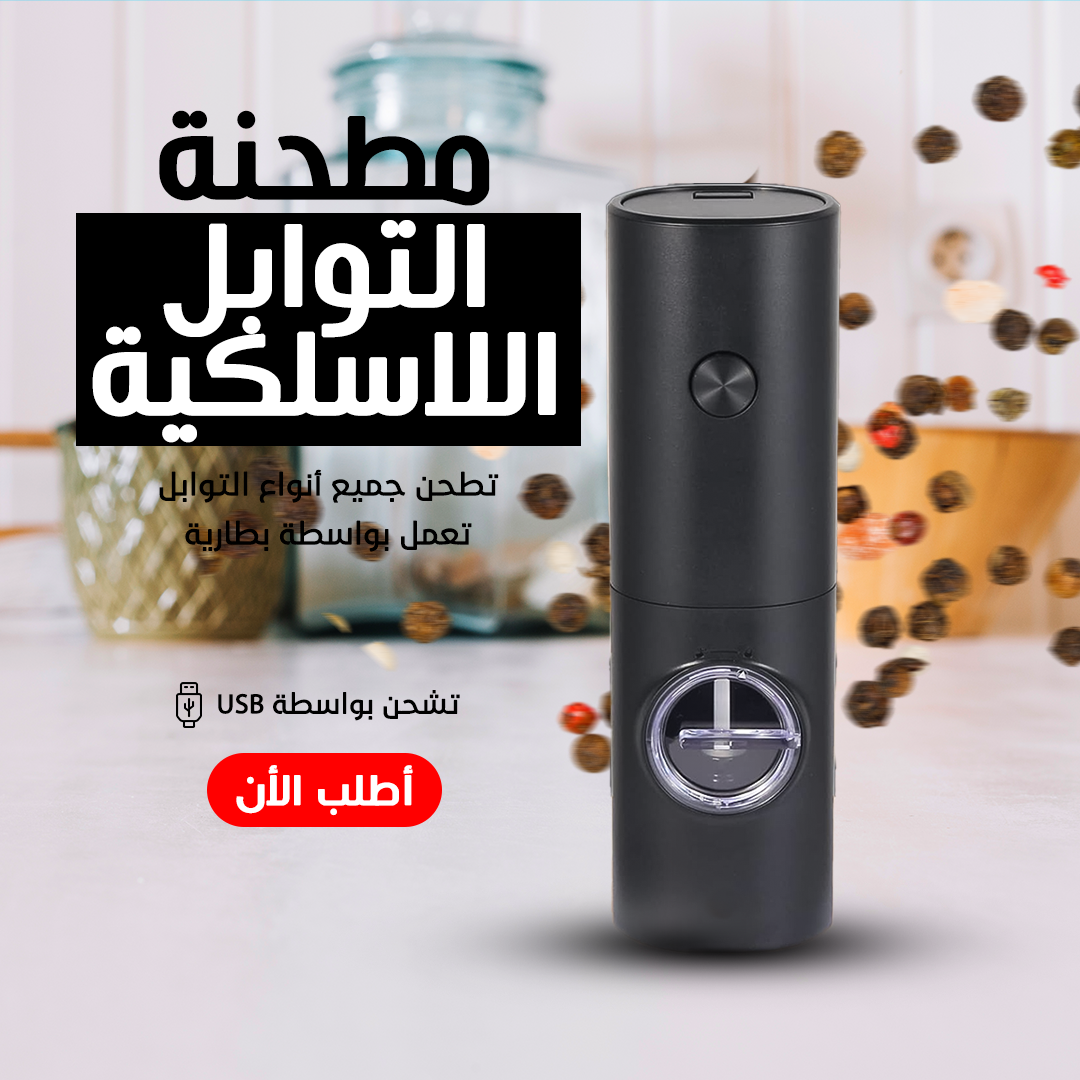 مطحنة
التوابل
اللاسلكية
تطحن جميع أنواع التوابل
تعمل بواسطة بطارية
تشحن بواسطة USB
أطلب الأن